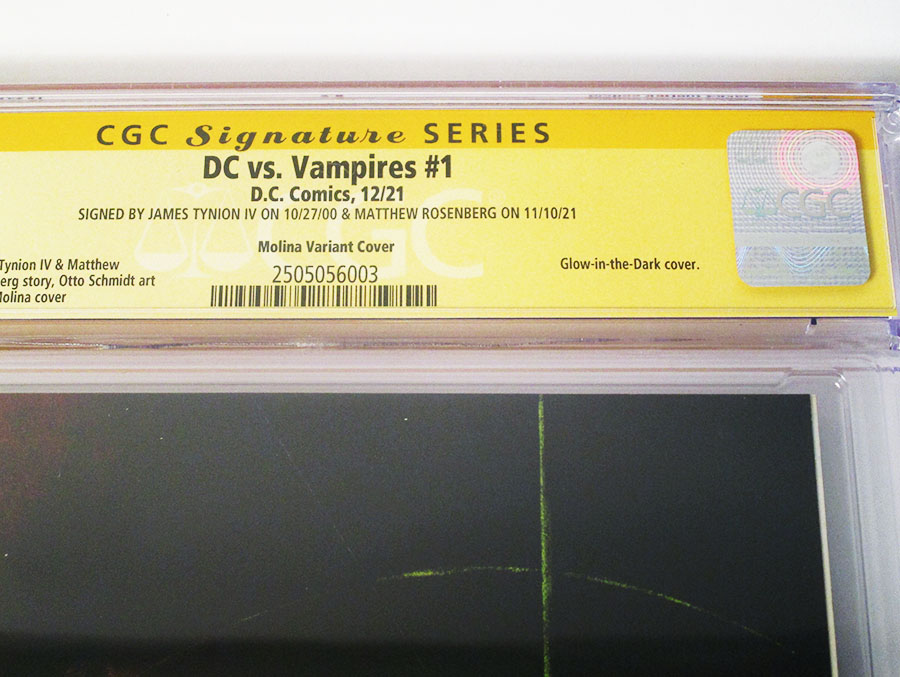 CGC Signature SERIES
DC vs. Vampires #1
D.C. Comics, 12/21
SIGNED BY JAMES TYNION IV ON 10/27/00 & MATTHEW ROSENBERG ON 11/10/21
Molina Variant Cover
2505056003
Tynion IV & Matthew
erg story, Otto Schmidt art
Molina cover
Glow-in-the-Dark cover.
CGC
CGC